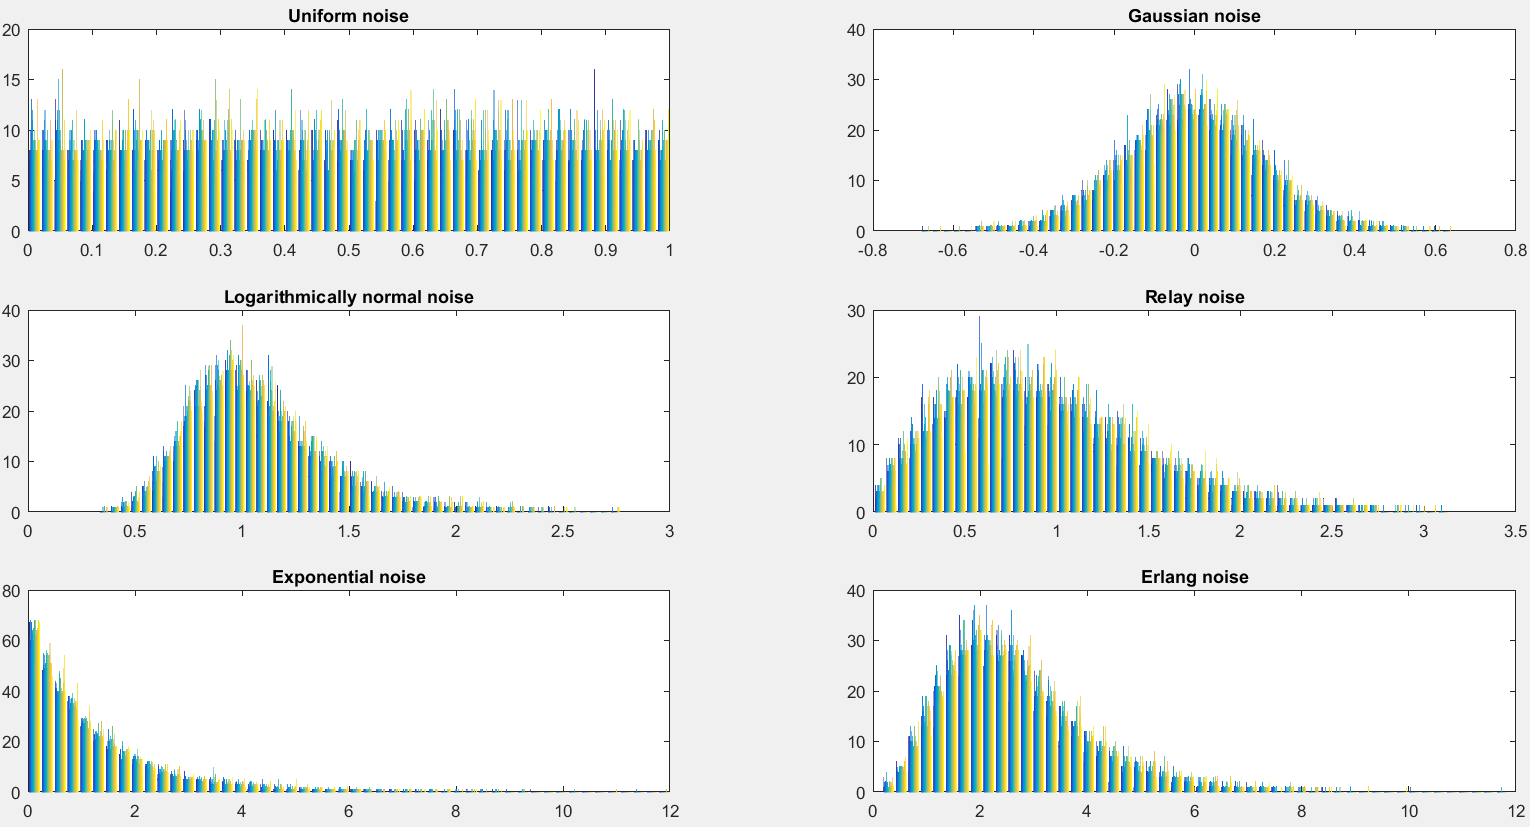 Uniform noise
20
15
10
5
0
0 0.1 0.2 0.3 0.4 0.5 0.6 0.7 0.8 0.9 1
Gaussian noise
40
30
20
10
0
-0.8 -0.6 -0.4 -0.2 0 0.2 0.4 0.6 0.8
Logarithmically normal noise
40
30
20
10
0
0 0.5 1 1.5 2 2.5 3
Relay noise
30
20
10
0
0 0.5 1 1.5 2 2.5 3 3.5
Exponential noise
80
60
40
20
0
0 2 4 6 8 10 12
Erlang noise
40
30
20
10
0
0 2 4 6 8 10 12